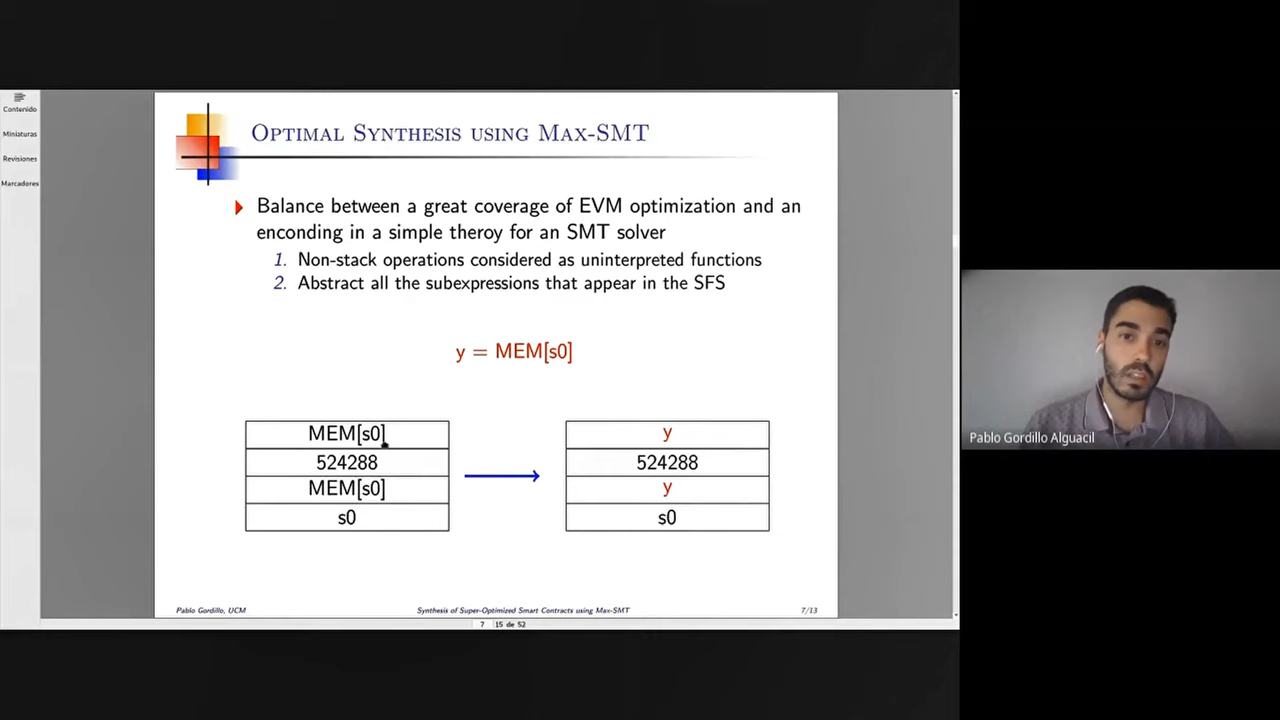 Contenido
Miniaturas
Revisiones
Marcadores
Optimal Synthesis using Max-SMT
Balance between a great coverage of EVM optimization and an
enconding in a simple theroy for an SMT solver
1. Non-stack operations considered as uninterpreted functions
2. Abstract all the subexpressions that appear in the SFS
y = MEM[s0]
MEM[s0]
524288
MEM[s0]
s0
y
524288
y
s0
Pablo Gordillo, UCM
Synthesis of Super-Optimized Smart Contracts using Max-SMT
7/13
7
15 de 52
Pablo Gordillo Alguacil